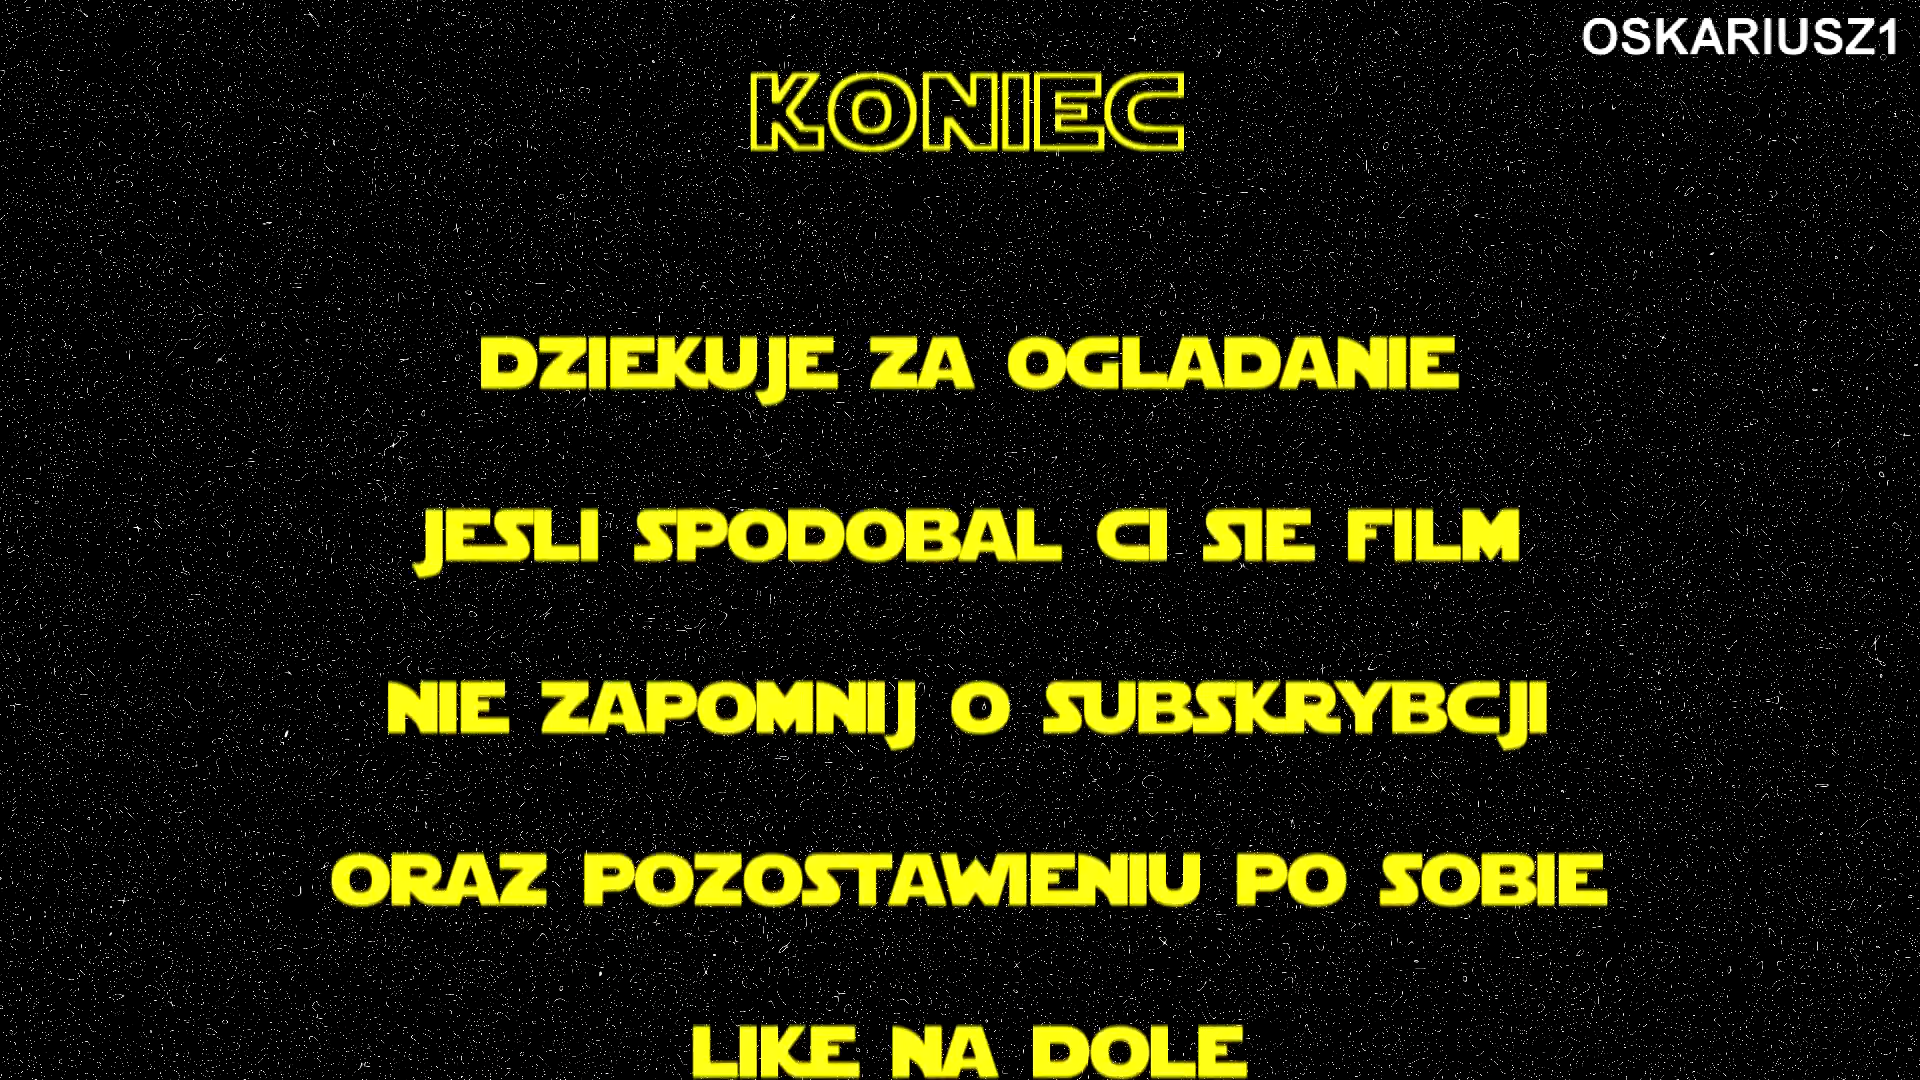 OSKARIUSZ1
KONIEC
DZIEKUJE ZA OGLADANIE
JESLI SPODOBAL CI SIE FILM
NIE ZAPOMNIJ O SUBSKRYBCJI
ORAZ POZOSTAWIENIU PO SOBIE
LIKE NA DOLE